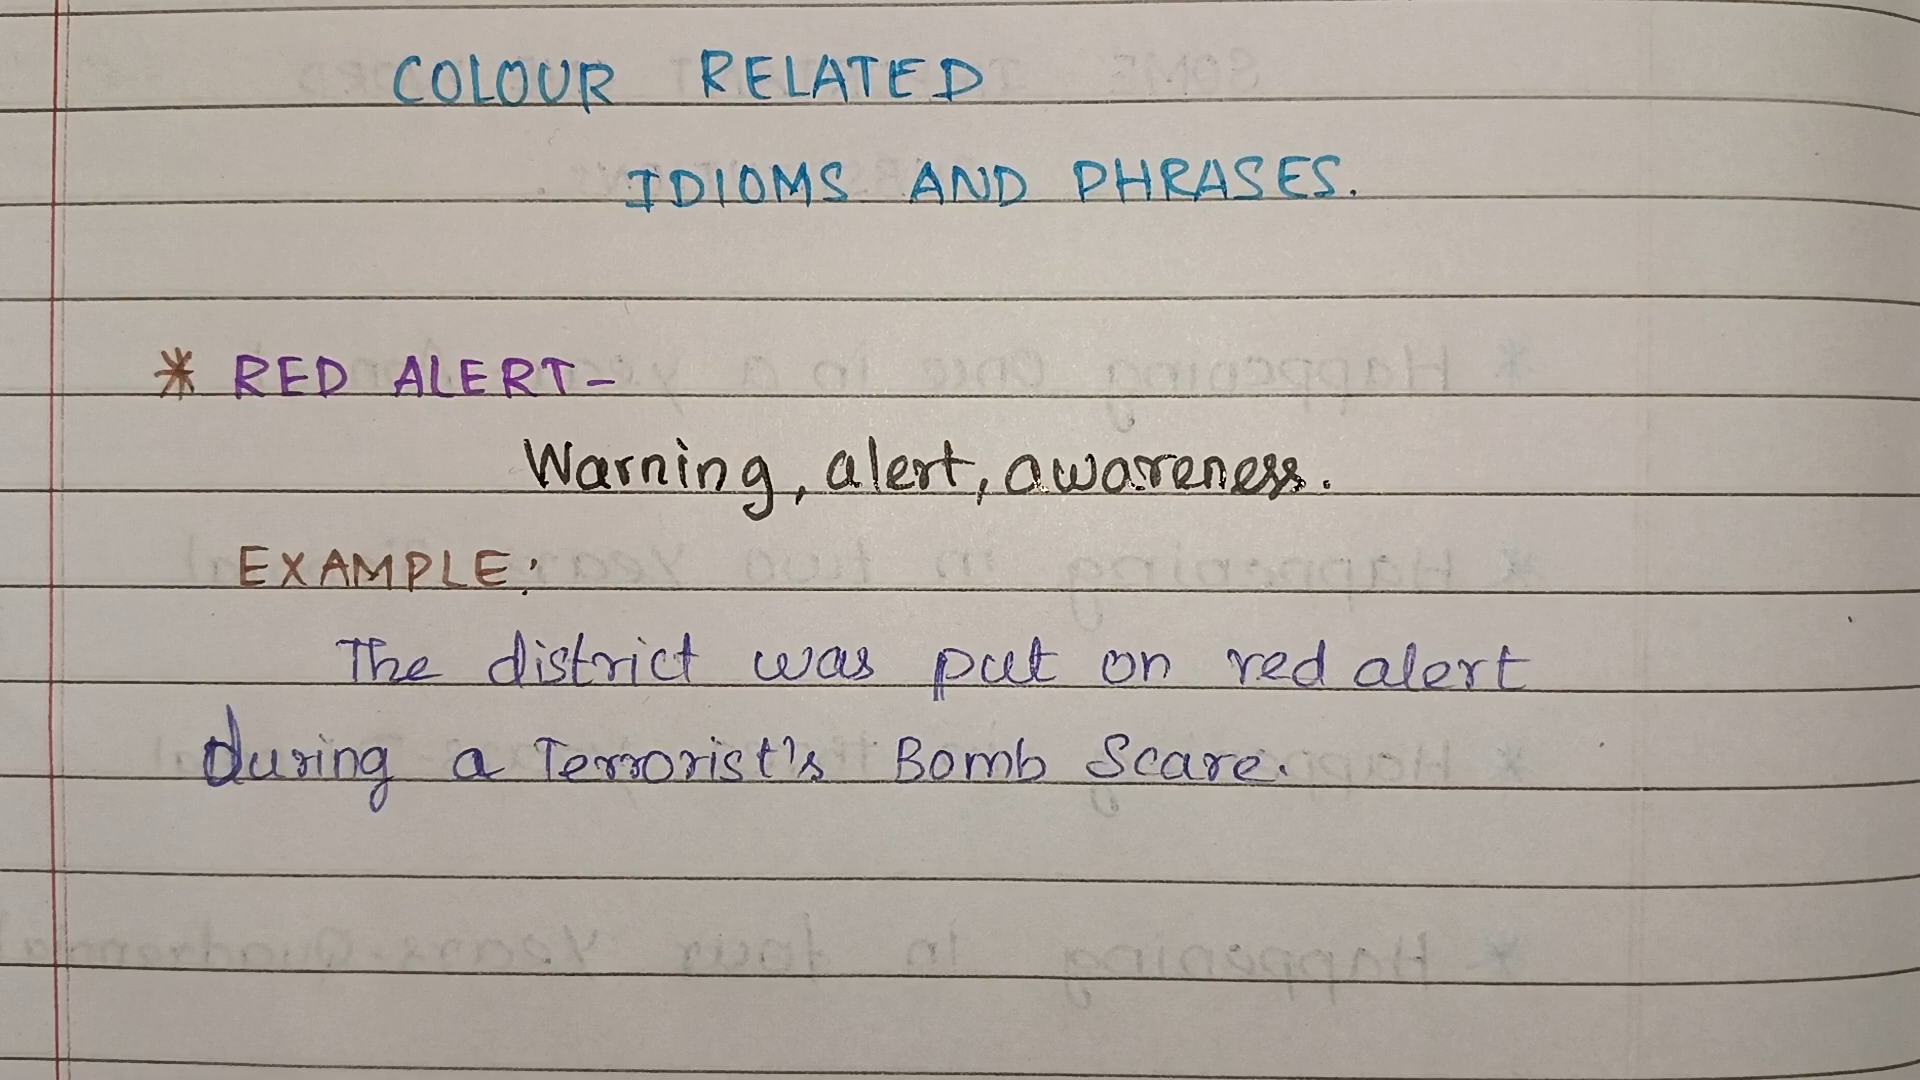 COLOUR RELATED
IDIOMS AND PHRASES.
* RED ALERT-
Warning, alert, awareness.
EXAMPLE:
The district was put on red alert
during a Terrorist's Bomb Scare.